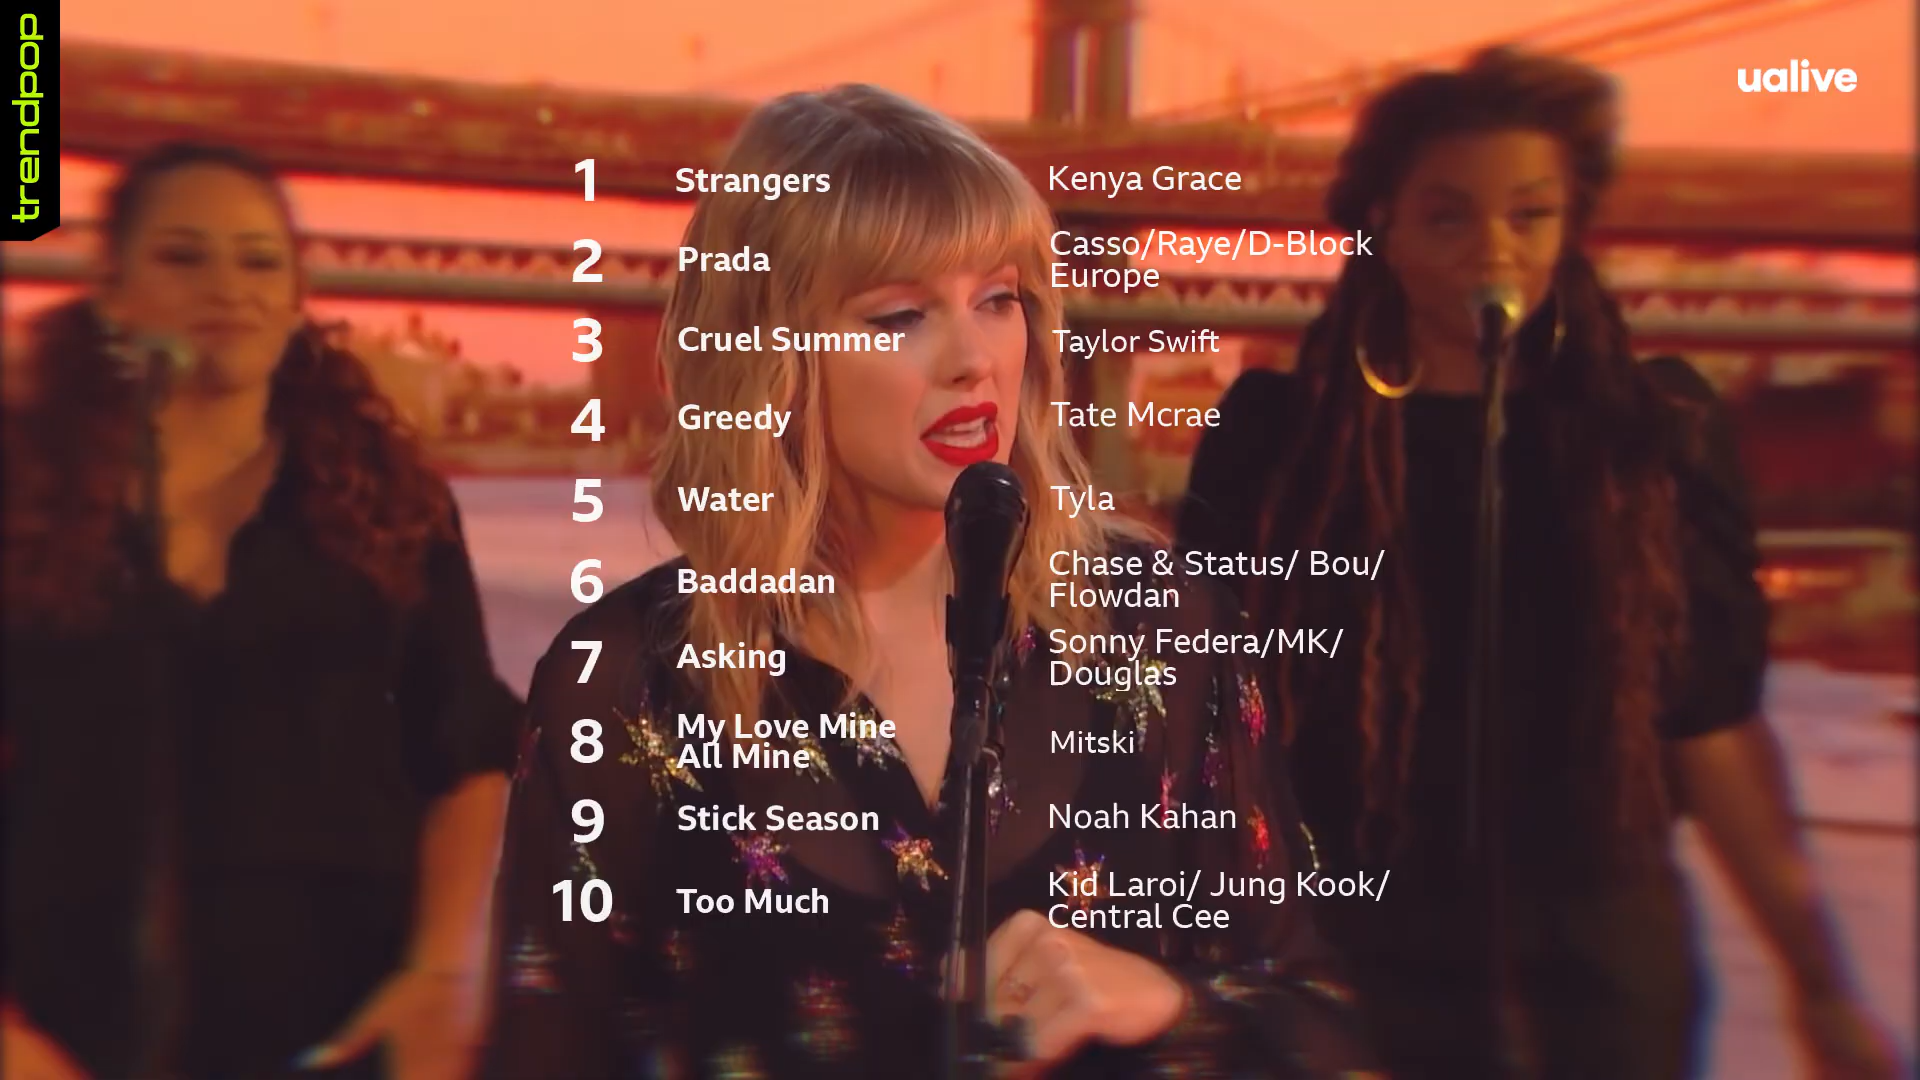 trendpop
ualive
1 Strangers Kenya Grace
2 Prada Casso/Raye/D-Block
Europe
3 Cruel Summer Taylor Swift
4 Greedy Tate Mcrae
5 Water Tyla
6 Baddadan Chase & Status/ Bou/
Flowdan
7 Asking Sonny Federa/MK/
Douglas
8 My Love Mine
All Mine Mitski
9 Stick Season Noah Kahan
10 Too Much Kid Laroi/ Jung Kook/
Central Cee